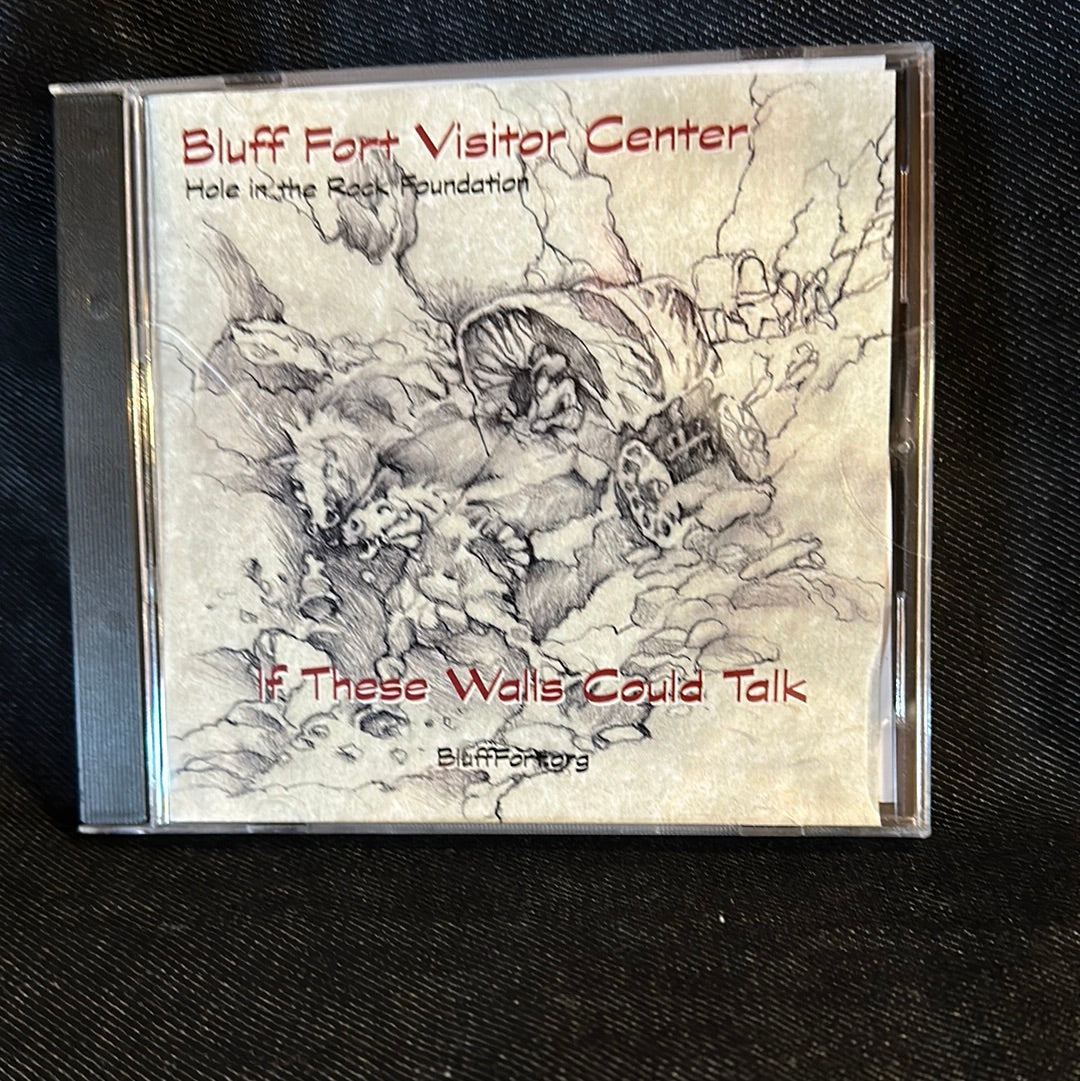 Bluff Fort Visitor Center
Hole in the Rock Foundation
If These Walls Could Talk
BluffFort.org